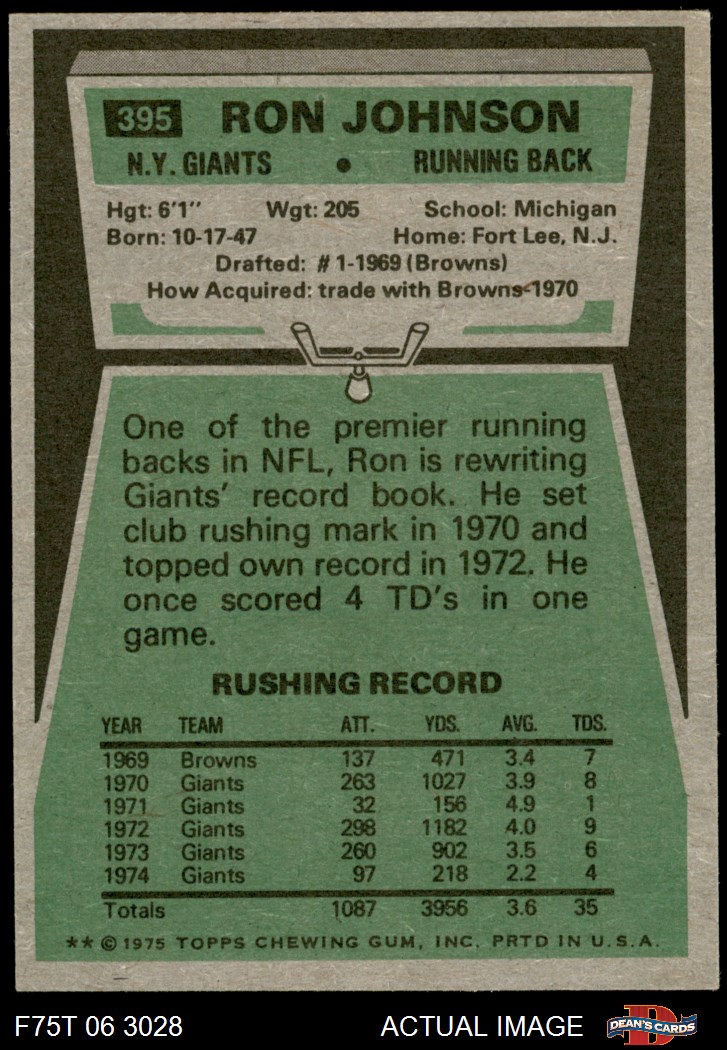 395 RON JOHNSON
N.Y. GIANTS • RUNNING BACK
Hgt: 6'1" Wgt: 205 School: Michigan
Born: 10-17-47 Home: Fort Lee, N.J.
Drafted: #1-1969 (Browns)
How Acquired: trade with Browns-1970
One of the premier running
backs in NFL, Ron is rewriting
Giants' record book. He set
club rushing mark in 1970 and
topped own record in 1972. He
once scored 4 TD's in one
game.
RUSHING RECORD
YEAR TEAM ATT. YDS. AVG. TDS.
1969 Browns 137 471 3.4 7
1970 Giants 263 1027 3.9 8
1971 Giants 32 156 4.9 1
1972 Giants 298 1182 4.0 9
1973 Giants 260 902 3.5 6
1974 Giants 97 218 2.2 4
Totals 1087 3956 3.6 35
** © 1975 TOPPS CHEWING GUM, INC. PRTD IN U.S.A.
F75T 06 3028 ACTUAL IMAGE D DEAN'S CARDS